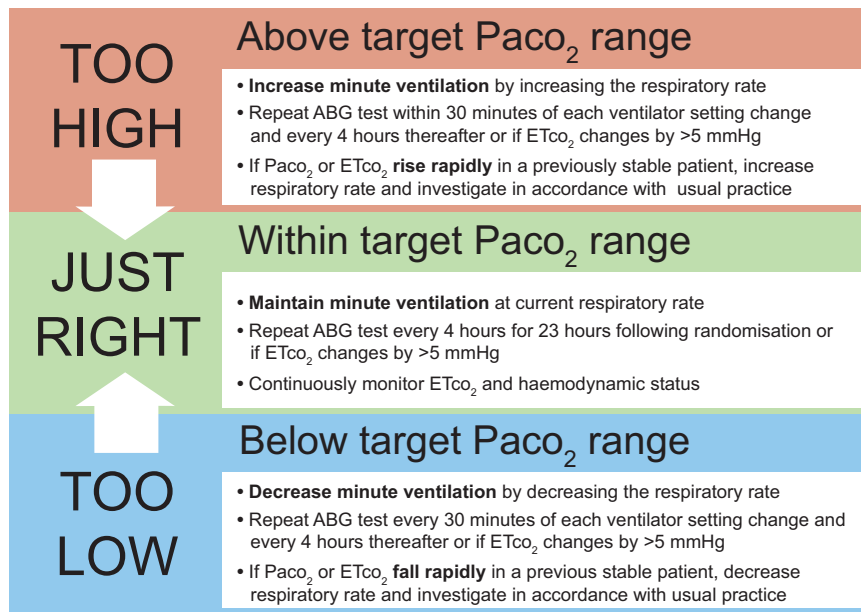 TOO
HIGH
Above target Paco₂ range
• Increase minute ventilation by increasing the respiratory rate
• Repeat ABG test within 30 minutes of each ventilator setting change
and every 4 hours thereafter or if ETco₂ changes by >5 mmHg
• If Paco₂ or ETco₂ rise rapidly in a previously stable patient, increase
respiratory rate and investigate in accordance with usual practice
JUST
RIGHT
Within target Paco₂ range
• Maintain minute ventilation at current respiratory rate
• Repeat ABG test every 4 hours for 23 hours following randomisation or
if ETco₂ changes by >5 mmHg
• Continuously monitor ETco₂ and haemodynamic status
TOO
LOW
Below target Paco₂ range
• Decrease minute ventilation by decreasing the respiratory rate
• Repeat ABG test every 30 minutes of each ventilator setting change and
every 4 hours thereafter or if ETco₂ changes by >5 mmHg
• If Paco₂ or ETco₂ fall rapidly in a previous stable patient, decrease
respiratory rate and investigate in accordance with usual practice